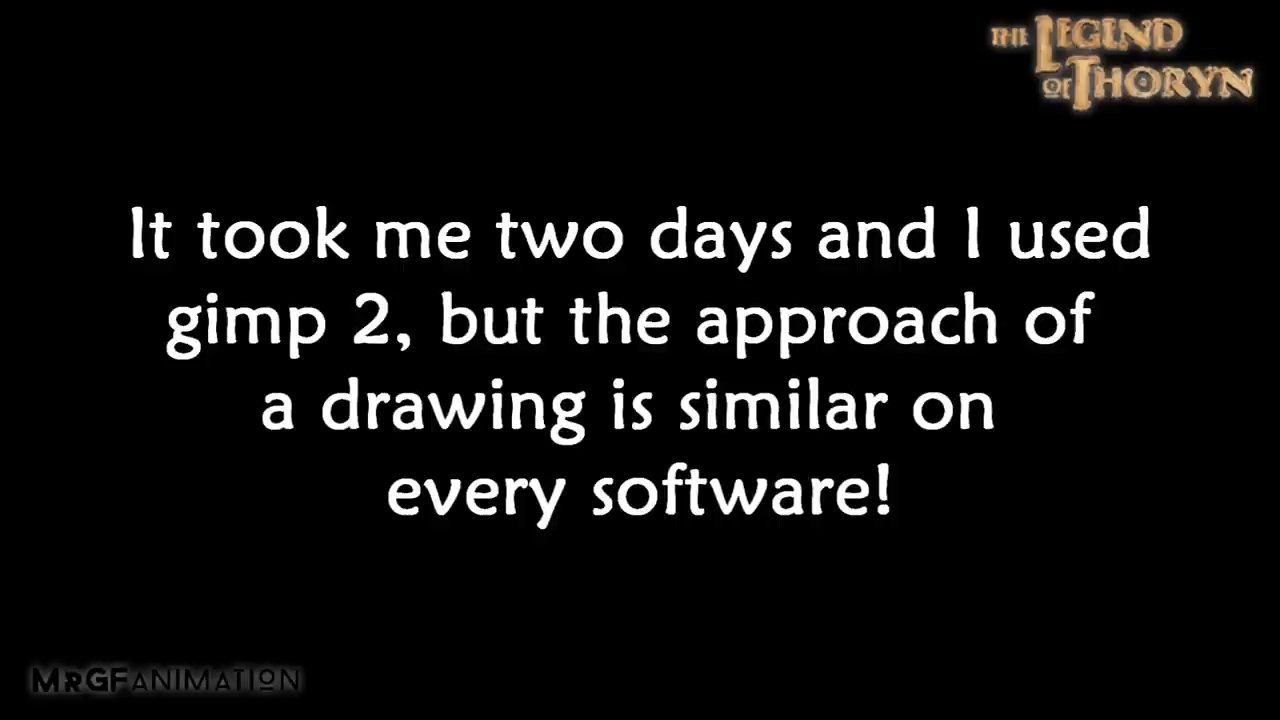 THE LEGEND
OF THORYN
It took me two days and I used
gimp 2, but the approach of
a drawing is similar on
every software!
MRGFANIMATION